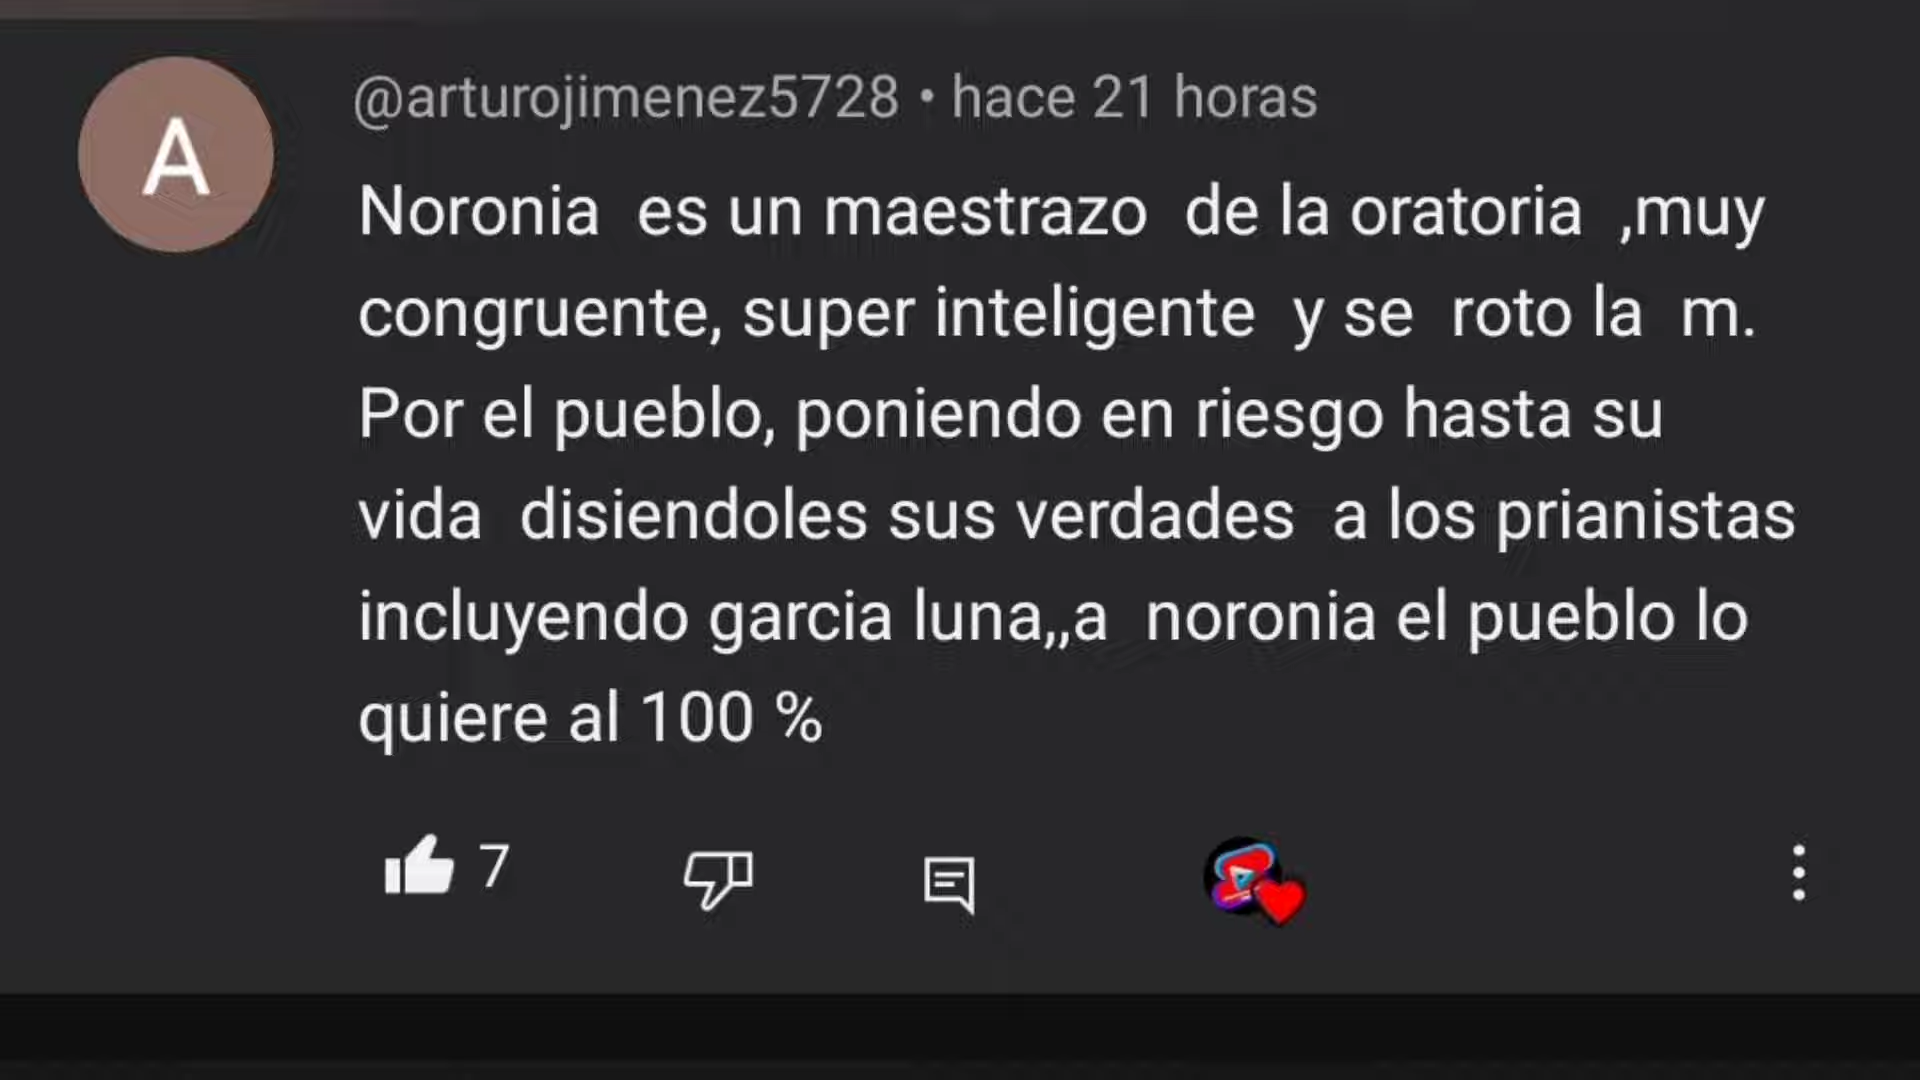 A
@arturojimenez5728 • hace 21 horas
Noronia es un maestrazo de la oratoria ,muy
congruente, super inteligente y se roto la m.
Por el pueblo, poniendo en riesgo hasta su
vida disiendoles sus verdades a los prianistas
incluyendo garcia luna,,a noronia el pueblo lo
quiere al 100 %
7